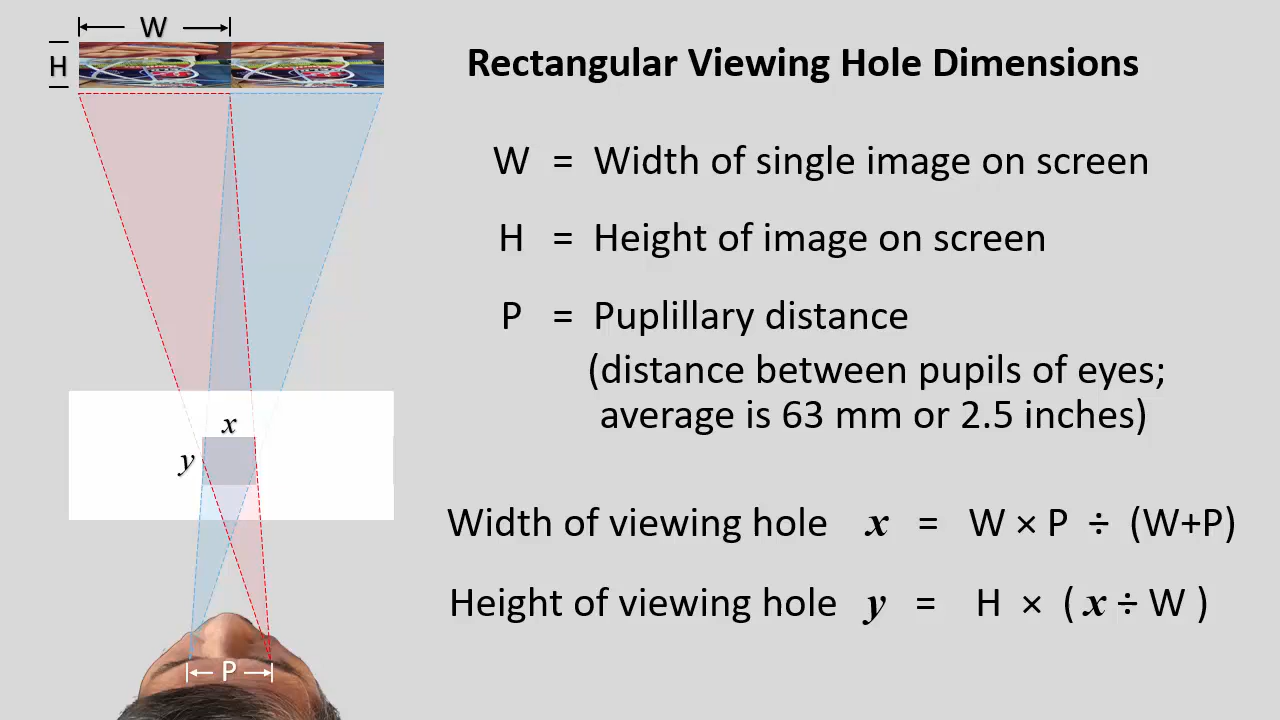 W
H
Rectangular Viewing Hole Dimensions
W = Width of single image on screen
H = Height of image on screen
P = Puplillary distance
(distance between pupils of eyes;
average is 63 mm or 2.5 inches)
x
y
Width of viewing hole x = W × P ÷ (W+P)
Height of viewing hole y = H × ( x ÷ W )
P